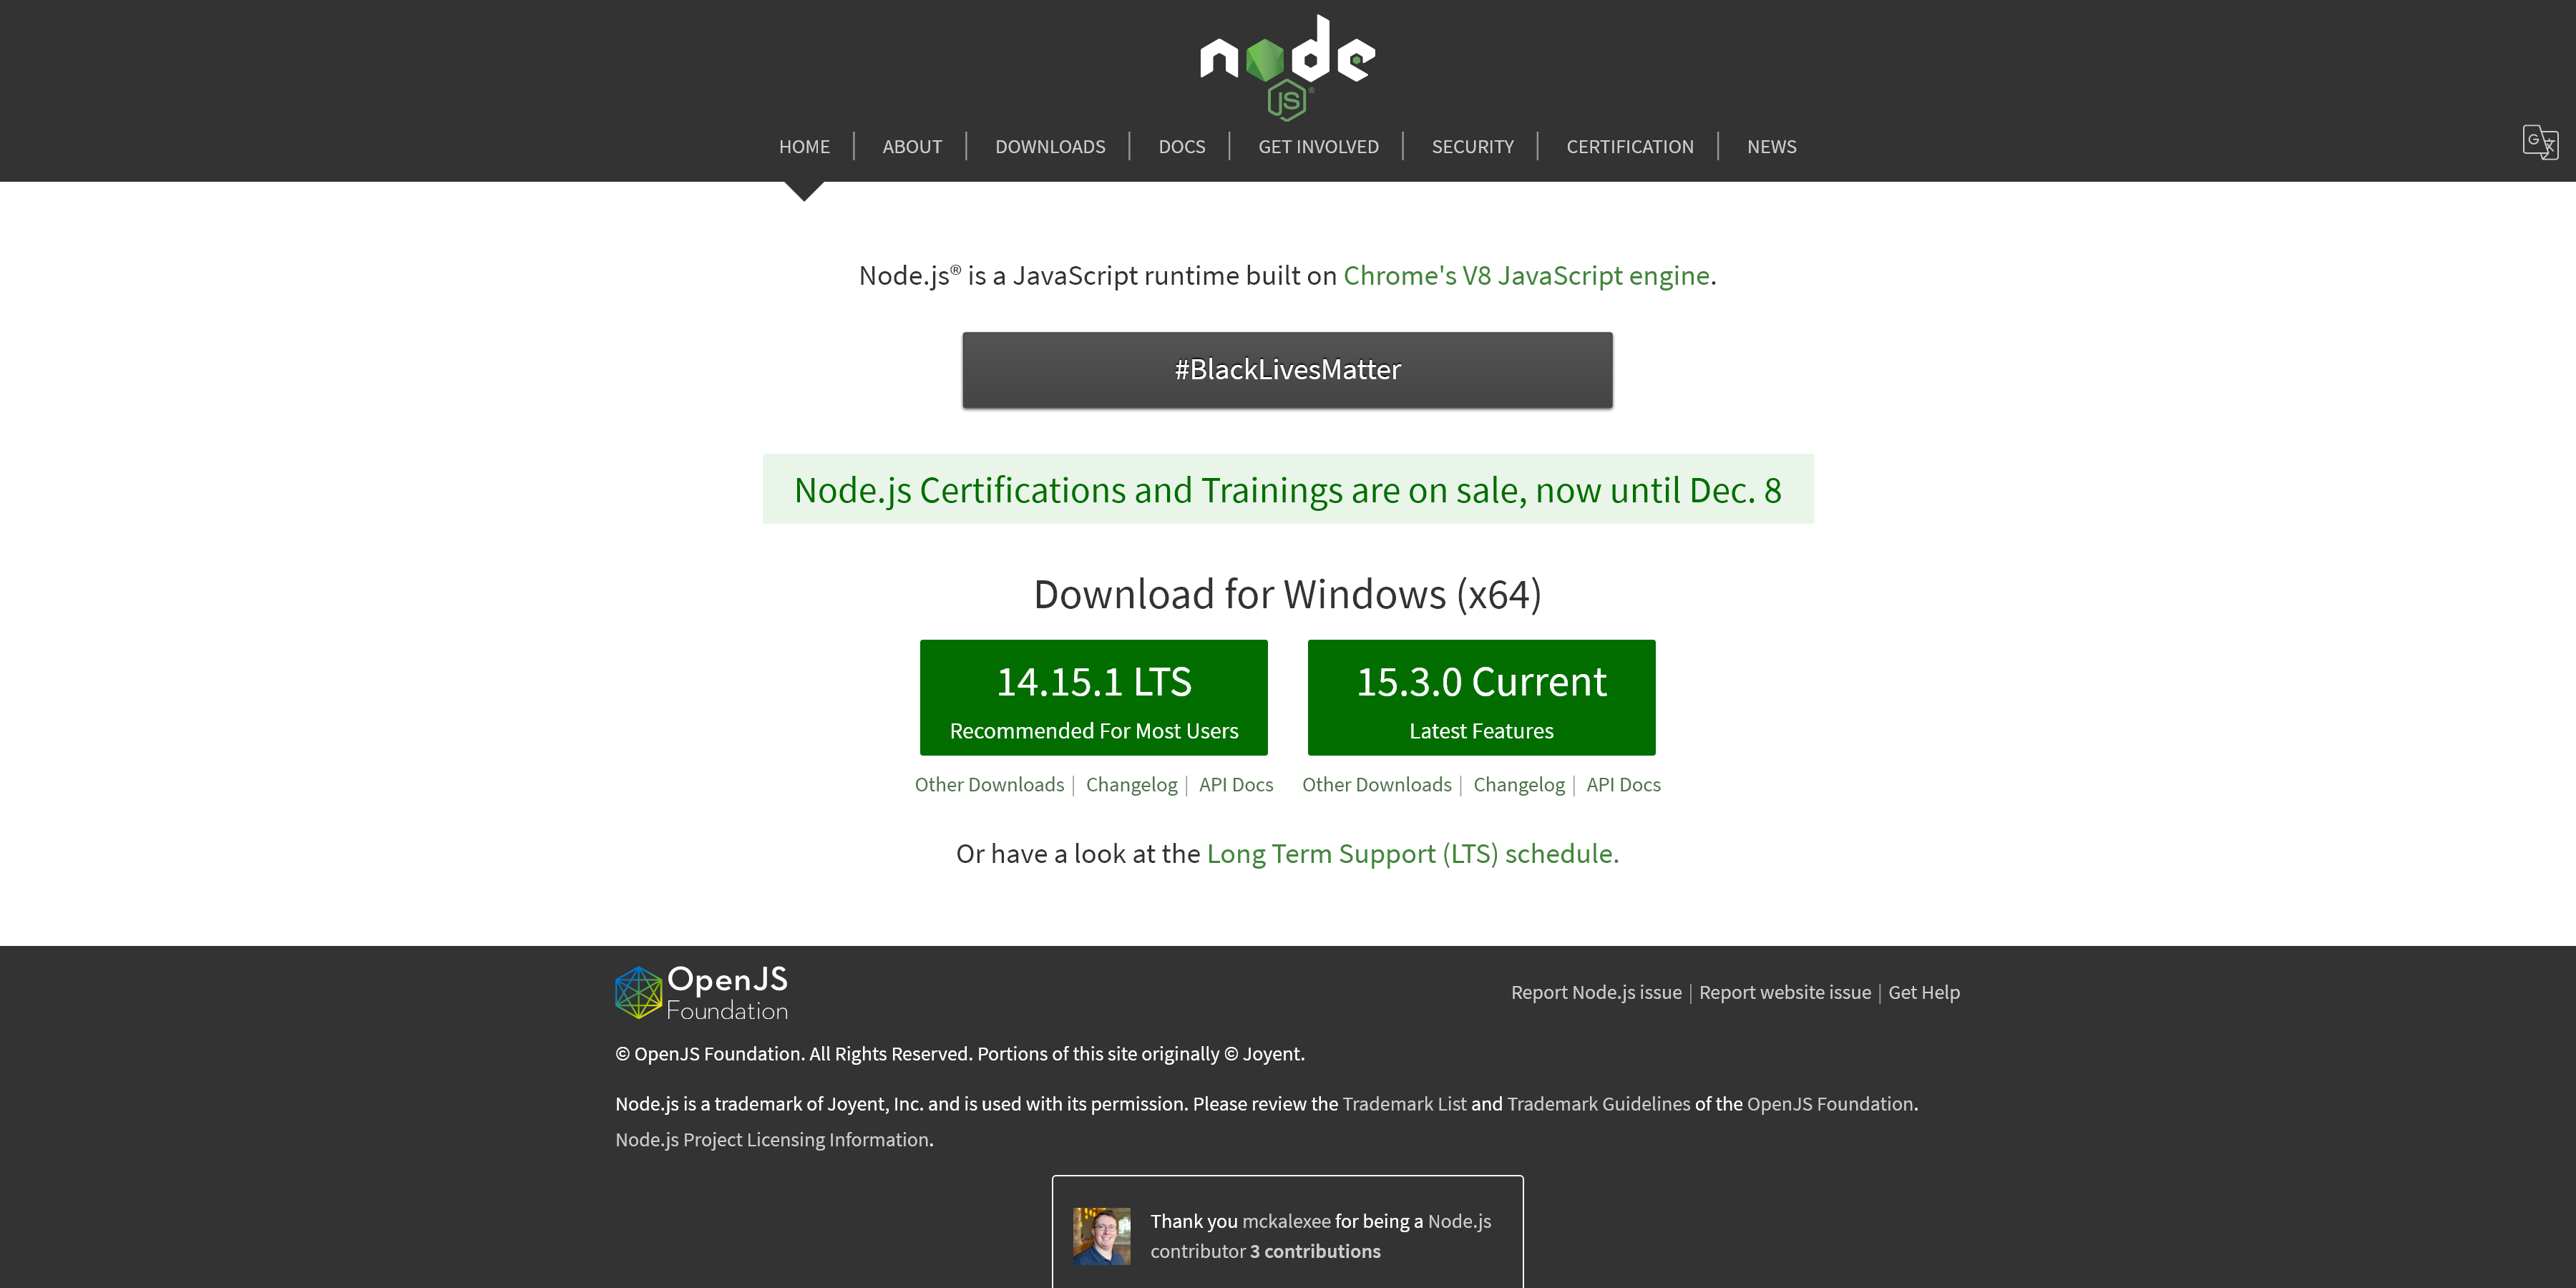 node
JS®
HOME | ABOUT | DOWNLOADS | DOCS | GET INVOLVED | SECURITY | CERTIFICATION | NEWS
G文
Node.js® is a JavaScript runtime built on Chrome's V8 JavaScript engine.
#BlackLivesMatter
Node.js Certifications and Trainings are on sale, now until Dec. 8
Download for Windows (x64)
14.15.1 LTS
Recommended For Most Users
15.3.0 Current
Latest Features
Other Downloads | Changelog | API Docs
Other Downloads | Changelog | API Docs
Or have a look at the Long Term Support (LTS) schedule.
OpenJS
Foundation
Report Node.js issue | Report website issue | Get Help
© OpenJS Foundation. All Rights Reserved. Portions of this site originally © Joyent.
Node.js is a trademark of Joyent, Inc. and is used with its permission. Please review the Trademark List and Trademark Guidelines of the OpenJS Foundation.
Node.js Project Licensing Information.
Thank you mckalexee for being a Node.js
contributor 3 contributions